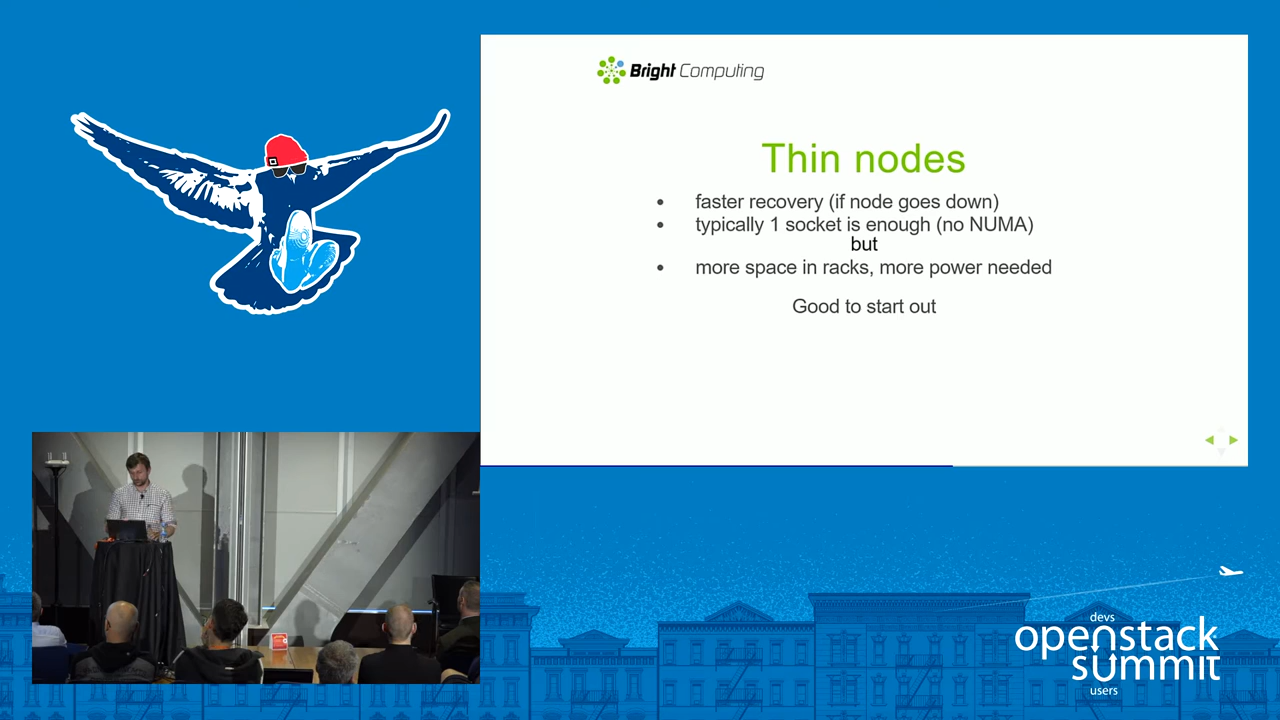 Bright Computing
Thin nodes
• faster recovery (if node goes down)
• typically 1 socket is enough (no NUMA)
but
• more space in racks, more power needed
Good to start out
devs
openstack
summit
users